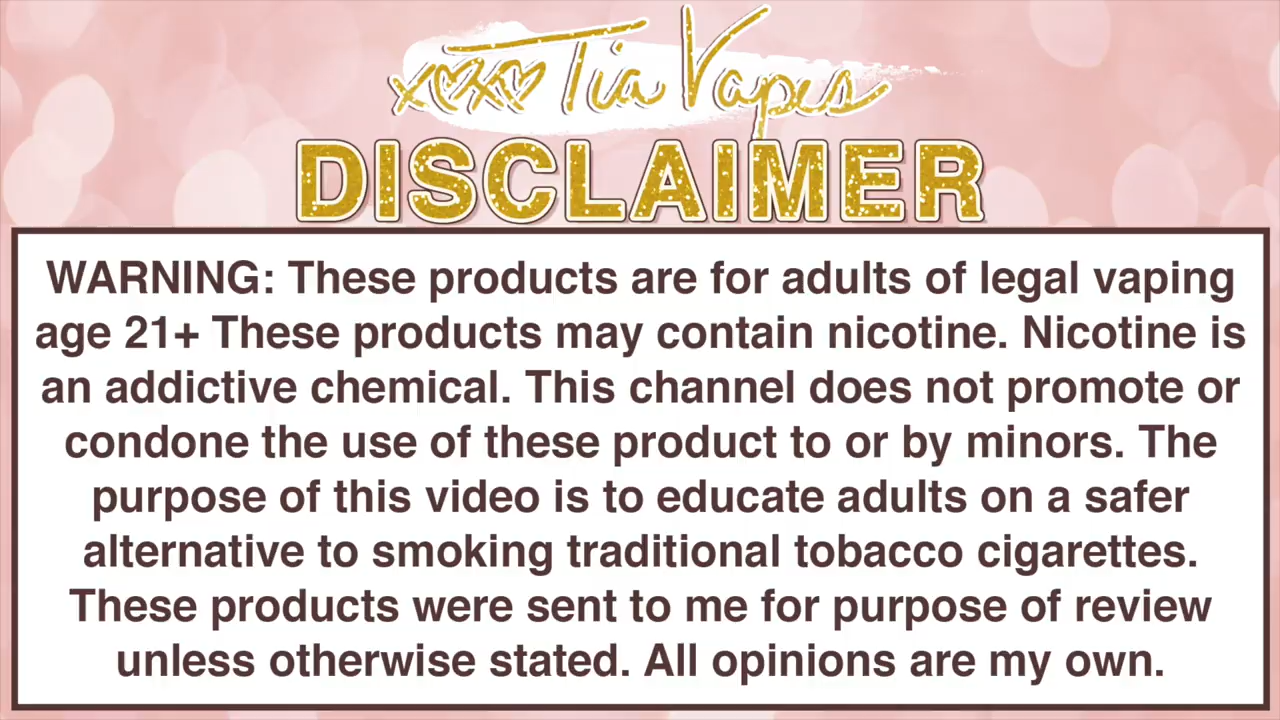 xoxo Tia Vapes
DISCLAIMER
WARNING: These products are for adults of legal vaping
age 21+ These products may contain nicotine. Nicotine is
an addictive chemical. This channel does not promote or
condone the use of these product to or by minors. The
purpose of this video is to educate adults on a safer
alternative to smoking traditional tobacco cigarettes.
These products were sent to me for purpose of review
unless otherwise stated. All opinions are my own.